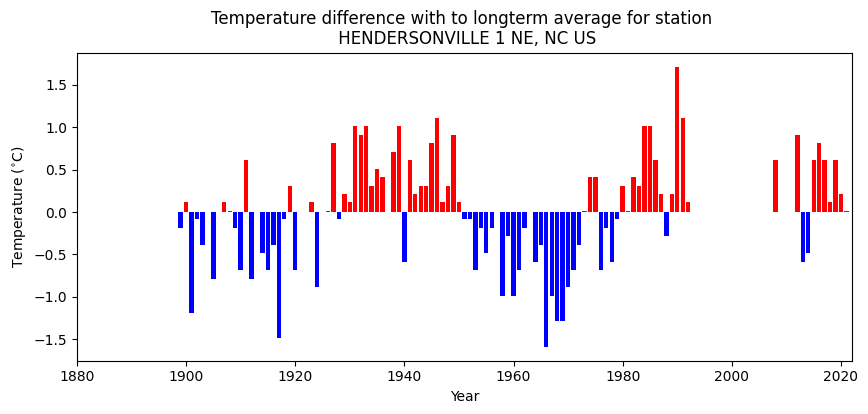 Temperature difference with to longterm average for station
HENDERSONVILLE 1 NE, NC US
Temperature (°C)
1.5
1.0
0.5
0.0
−0.5
−1.0
−1.5
1880 1900 1920 1940 1960 1980 2000 2020
Year